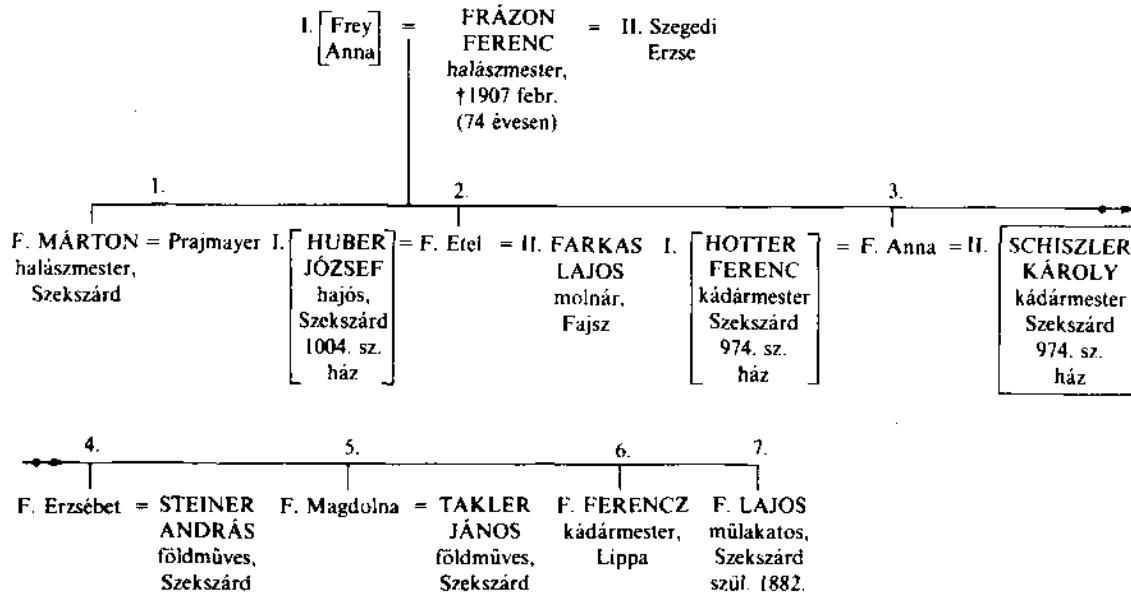 I. [Frey Anna] = FRÁZON FERENC = II. Szegedi Erzse
halászmester,
†1907 febr.
(74 évesen)
1. 2. 3.
F. MÁRTON = Prajmayer
halászmester,
Szekszárd
I. [HUBER
JÓZSEF
hajós,
Szekszárd
1004. sz.
ház]
= F. Etel = II. FARKAS
LAJOS
molnár,
Fajsz
I. [HOTTER
FERENC
kádármester
Szekszárd
974. sz.
ház]
= F. Anna = II. SCHISZLER
KÁROLY
kádármester
Szekszárd
974. sz.
ház
4. 5. 6. 7.
F. Erzsébet = STEINER
ANDRÁS
földműves,
Szekszárd
F. Magdolna = TAKLER
JÁNOS
földműves,
Szekszárd
F. FERENCZ
kádármester,
Lippa
F. LAJOS
műlakatos,
Szekszárd
szül. 1882.